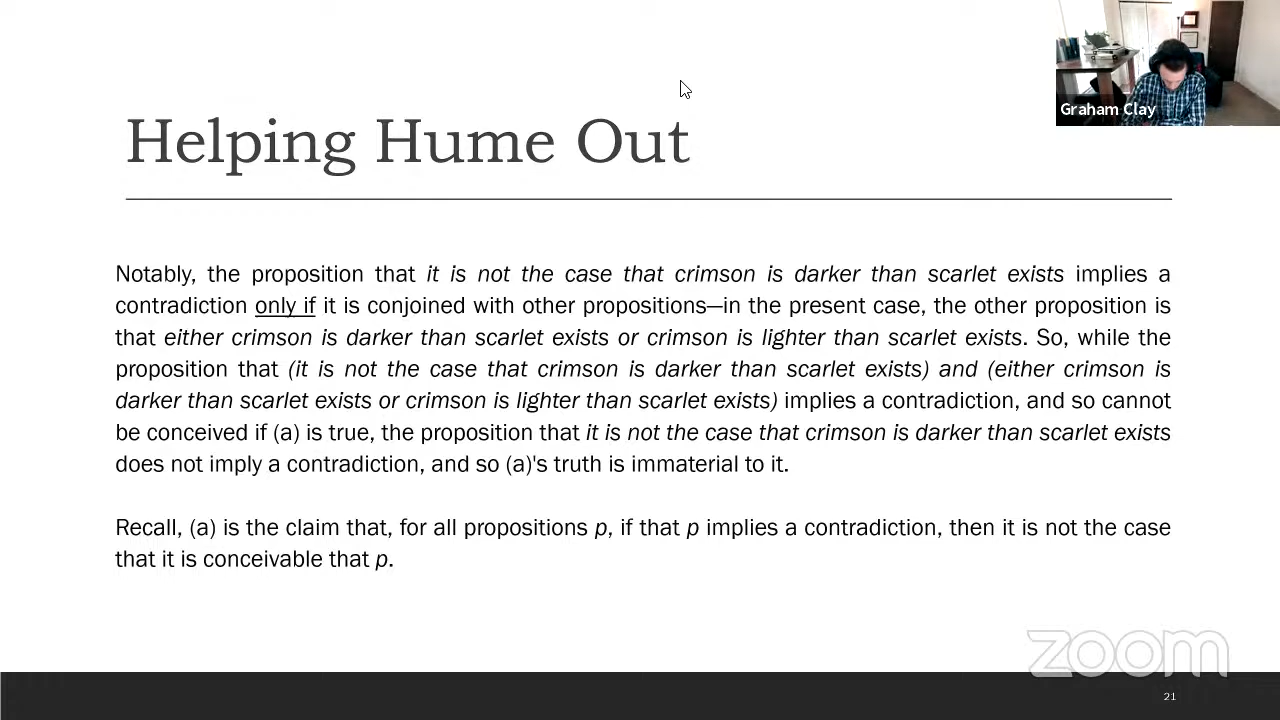 Graham Clay
Helping Hume Out
Notably, the proposition that it is not the case that crimson is darker than scarlet exists implies a
contradiction only if it is conjoined with other propositions—in the present case, the other proposition is
that either crimson is darker than scarlet exists or crimson is lighter than scarlet exists. So, while the
proposition that (it is not the case that crimson is darker than scarlet exists) and (either crimson is
darker than scarlet exists or crimson is lighter than scarlet exists) implies a contradiction, and so cannot
be conceived if (a) is true, the proposition that it is not the case that crimson is darker than scarlet exists
does not imply a contradiction, and so (a)'s truth is immaterial to it.
Recall, (a) is the claim that, for all propositions p, if that p implies a contradiction, then it is not the case
that it is conceivable that p.
zoom
21